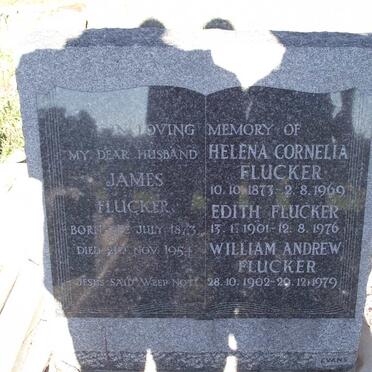 IN LOVING MEMORY OF
MY DEAR HUSBAND
JAMES
FLUCKER
BORN JULY 1873
DIED NOV. 1954
JESUS SAID WEEP NOT
HELENA CORNELIA
FLUCKER
10.10.1873-2.8.1969
EDITH FLUCKER
13.1.1901-12.8.1976
WILLIAM ANDREW
FLUCKER
28.10.1902-20.12.1979
EVANS